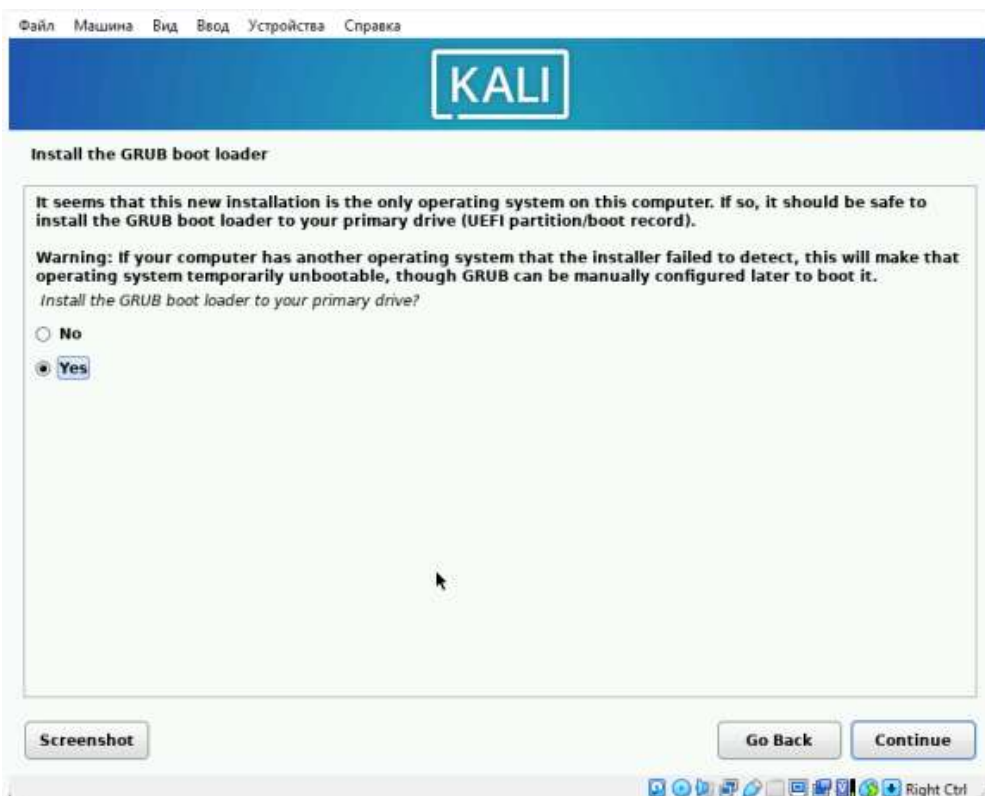 Файл Машина Вид Ввод Устройства Справка
KALI
Install the GRUB boot loader
It seems that this new installation is the only operating system on this computer. If so, it should be safe to
install the GRUB boot loader to your primary drive (UEFI partition/boot record).
Warning: If your computer has another operating system that the installer failed to detect, this will make that
operating system temporarily unbootable, though GRUB can be manually configured later to boot it.
Install the GRUB boot loader to your primary drive?
No
Yes
Screenshot Go Back Continue
Right Ctrl